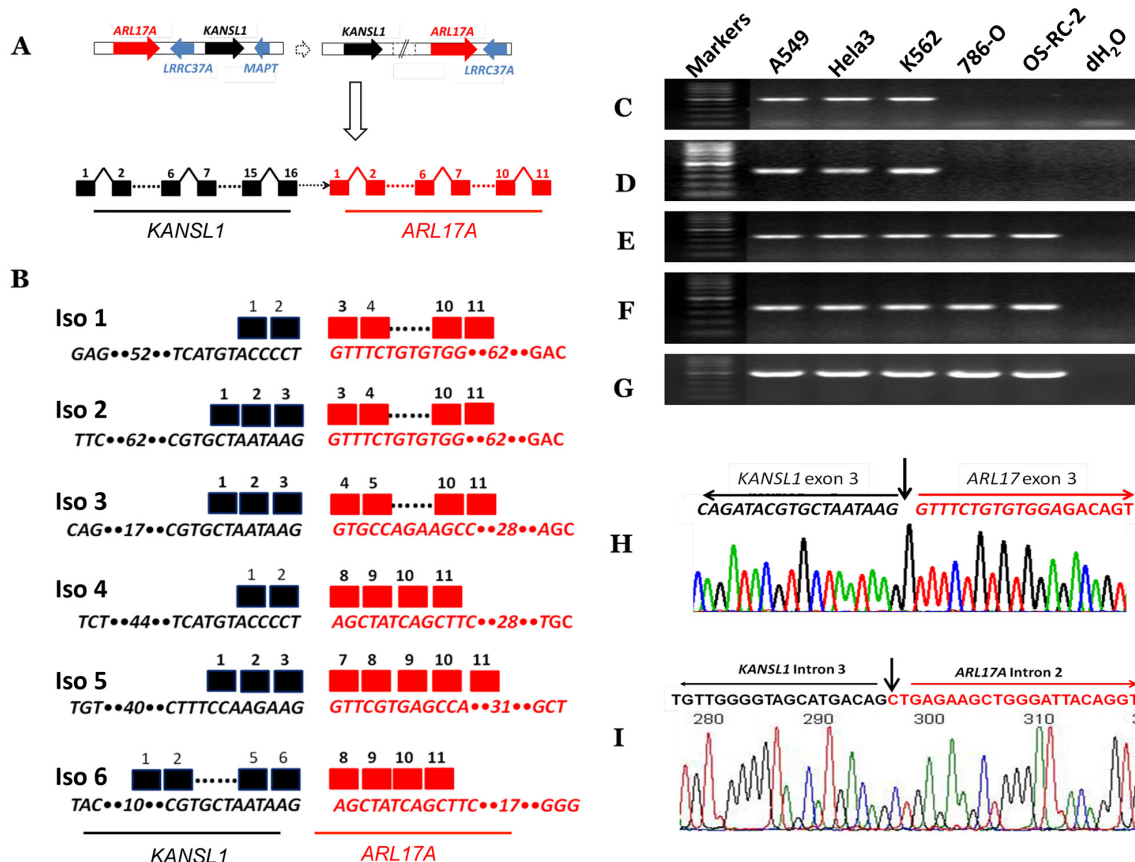 A
ARL17A KANSL1
LRRC37A MAPT
KANSL1 ARL17A
LRRC37A
1 2 6 7 15 16 1 2 6 7 10 11
KANSL1 ARL17A
B
Iso 1
1 2 3 4 10 11
GAG••52••TCATGTACCCCT GTTTCTGTGTGG••62••GAC
Iso 2
1 2 3 3 4 10 11
TTC••62••CGTGCTAATAAG GTTTCTGTGTGG••62••GAC
Iso 3
1 2 3 4 5 10 11
CAG••17••CGTGCTAATAAG GTGCCAGAAGCC••28••AGC
Iso 4
1 2 8 9 10 11
TCT••44••TCATGTACCCCT AGCTATCAGCTTC••28••TGC
Iso 5
1 2 3 7 8 9 10 11
TGT••40••CTTTCCAAGAAG GTTCGTGAGCCA••31••GCT
Iso 6
1 2 5 6 8 9 10 11
TAC••10••CGTGCTAATAAG AGCTATCAGCTTC••17••GGG
KANSL1 ARL17A
Markers A549 Hela3 K562 786-O OS-RC-2 dH2O
C
D
E
F
G
KANSL1 exon 3 ARL17 exon 3
CAGATACGTGCTAATAAG GTTTCTGTGTGGAGACAGT
H
KANSL1 Intron 3 ARL17A Intron 2
TGTTGGGGTAGCATGACAGCTGAGAAGCTGGGATTACAGGT
280 290 300 310
I